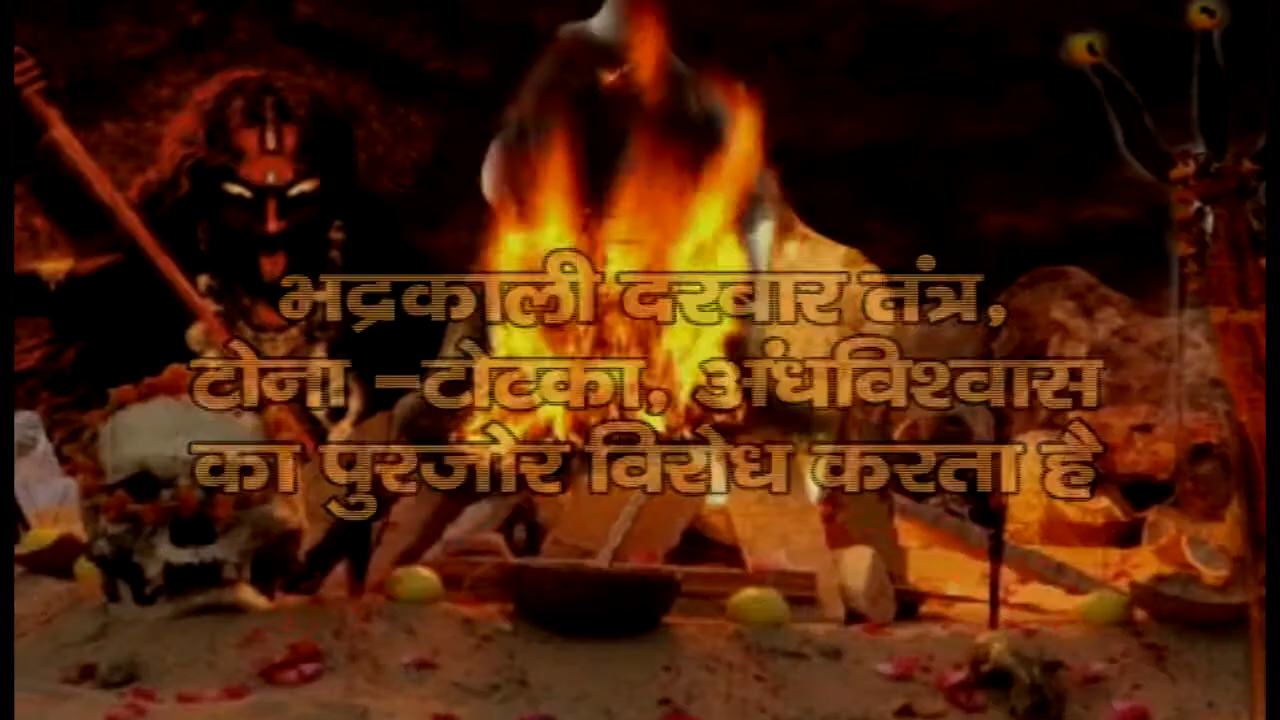 भद्रकाली दरबार तंत्र,
टोना -टोटका, अंधविश्वास
का पुरजोर विरोध करता है